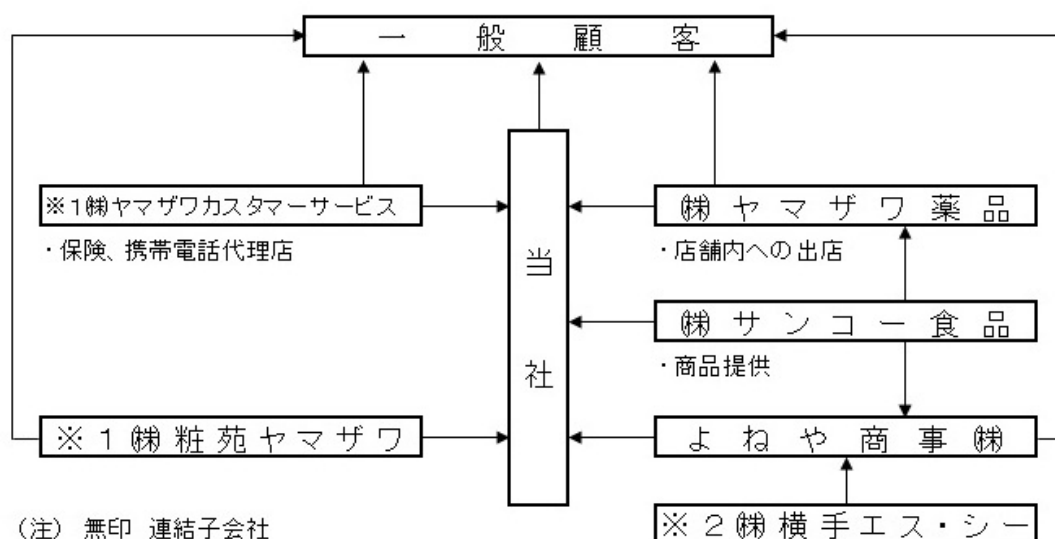 一般顧客
※1㈱ヤマザワカスタマーサービス
・保険、携帯電話代理店
※1㈱粧苑ヤマザワ
当社
㈱ヤマザワ薬品
・店舗内への出店
㈱サンコー食品
・商品提供
よねや商事㈱
※2㈱横手エス・シー
(注) 無印 連結子会社